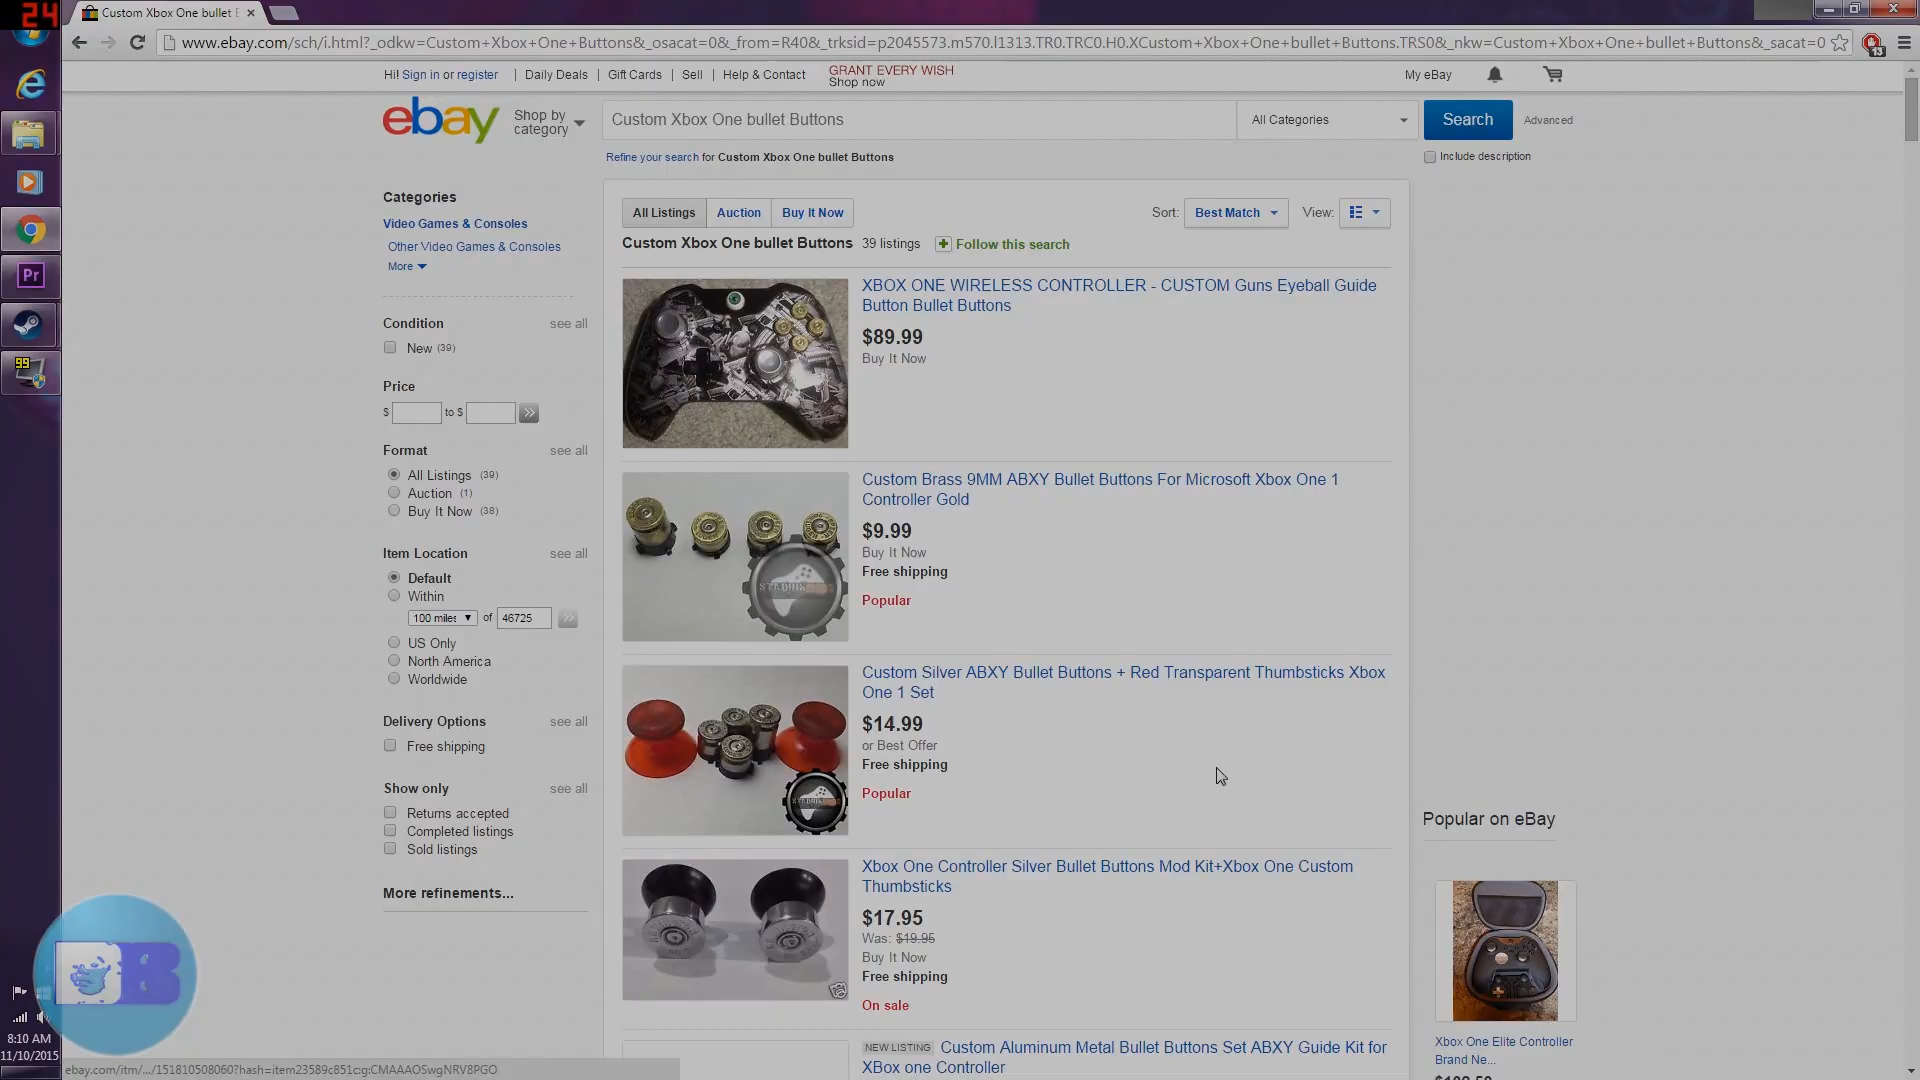 24
Custom Xbox One bullet E
www.ebay.com/sch/i.html?_odkw=Custom+Xbox+One+Buttons&_osacat=0&_from=R40&_trksid=p2045573.m570.l1313.TR0.TRC0.H0.XCustom+Xbox+One+bullet+Buttons.TRS0&_nkw=Custom+Xbox+One+bullet+Buttons&_sacat=0
13
Hi! Sign in or register | Daily Deals | Gift Cards | Sell | Help & Contact
GRANT EVERY WISH
Shop now
My eBay
ebay
Shop by
category
Custom Xbox One bullet Buttons
All Categories
Search
Advanced
Refine your search for Custom Xbox One bullet Buttons
Include description
Categories
Video Games & Consoles
Other Video Games & Consoles
More
Condition see all
New (39)
Price
$ to $
Format see all
All Listings (39)
Auction (1)
Buy It Now (38)
Item Location see all
Default
Within
100 miles of 46725
US Only
North America
Worldwide
Delivery Options see all
Free shipping
Show only see all
Returns accepted
Completed listings
Sold listings
More refinements...
All Listings Auction Buy It Now
Sort: Best Match View:
Custom Xbox One bullet Buttons 39 listings Follow this search
XBOX ONE WIRELESS CONTROLLER - CUSTOM Guns Eyeball Guide
Button Bullet Buttons
$89.99
Buy It Now
Custom Brass 9MM ABXY Bullet Buttons For Microsoft Xbox One 1
Controller Gold
$9.99
Buy It Now
Free shipping
Popular
Custom Silver ABXY Bullet Buttons + Red Transparent Thumbsticks Xbox
One 1 Set
$14.99
or Best Offer
Free shipping
Popular
Xbox One Controller Silver Bullet Buttons Mod Kit+Xbox One Custom
Thumbsticks
$17.95
Was: $19.95
Buy It Now
Free shipping
On sale
NEW LISTING Custom Aluminum Metal Bullet Buttons Set ABXY Guide Kit for
XBox one Controller
Popular on eBay
Xbox One Elite Controller
Brand Ne...
Pr
99
B
8:10 AM
11/10/2015
ebay.com/itm/.../151810508060?hash=item23589c851c:g:CMAAAOSwgNRV8PGO